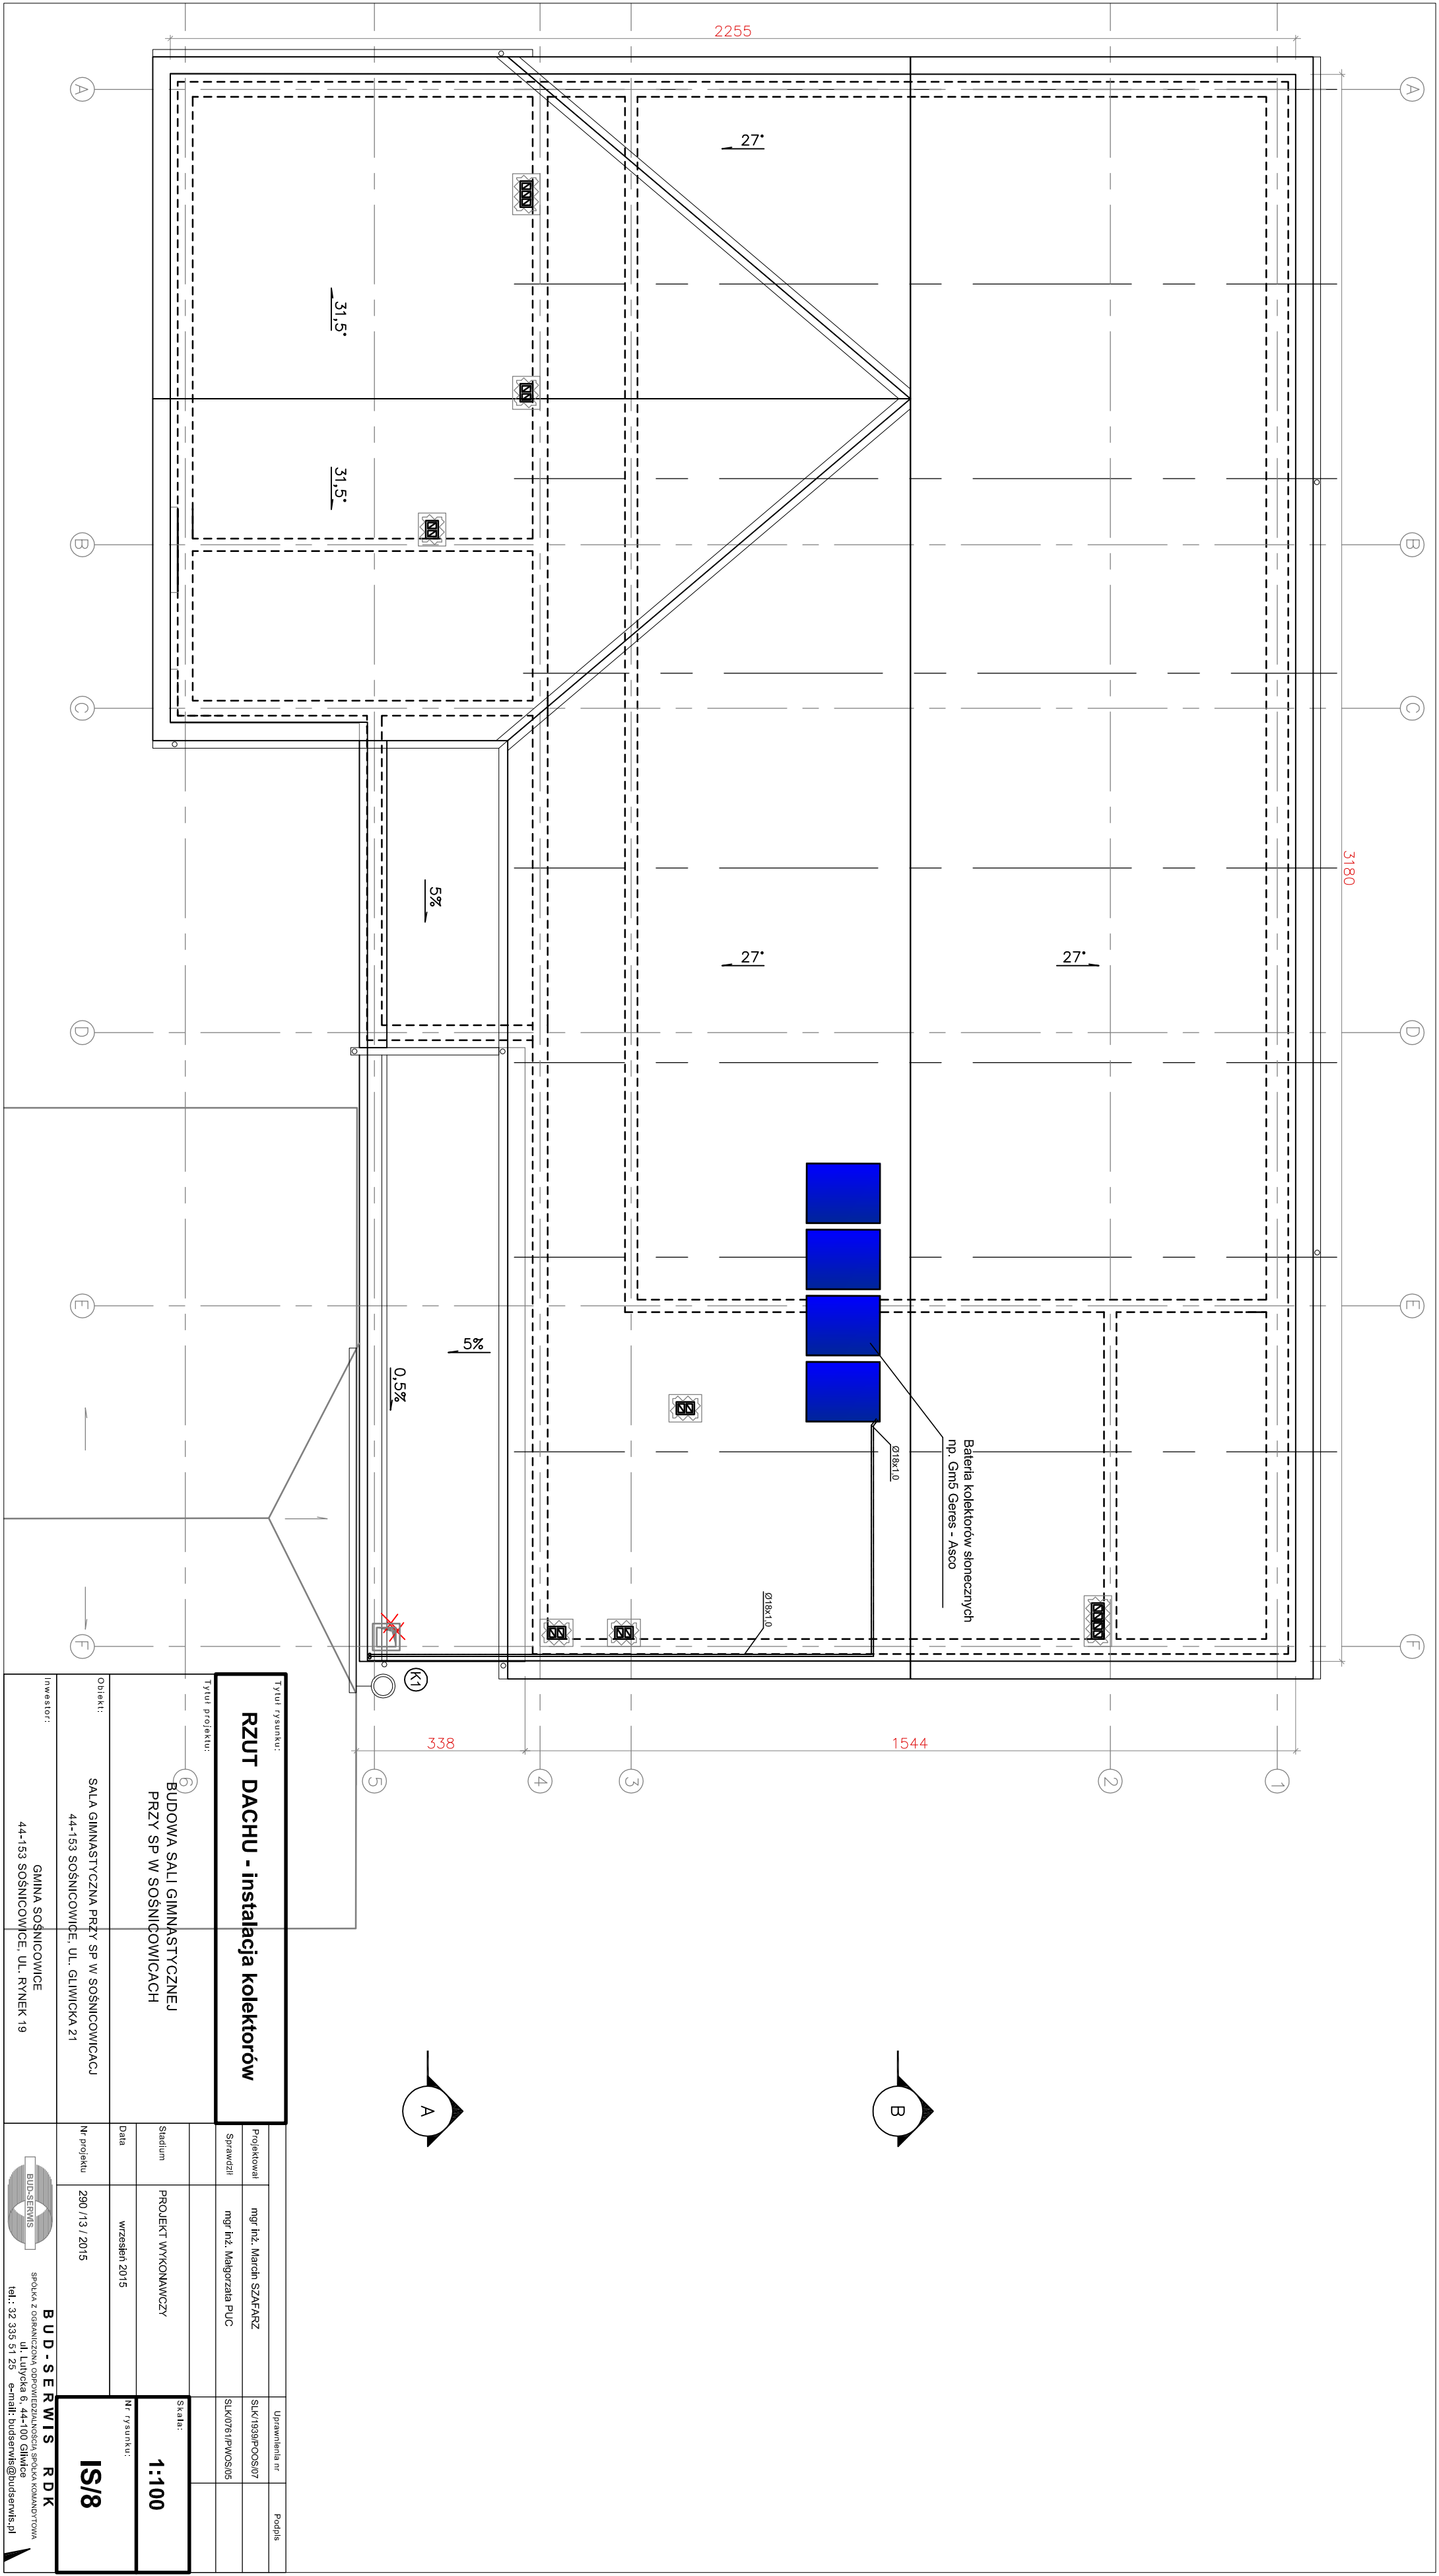 2255
3180
27°
31,5°
31,5°
27°
27°
5%
5%
0,5%
A
B
C
D
E
F
A
B
C
D
E
F
Bateria kolektorów słonecznych
np. Gm5 Geres - Asco
Ø18x1,0
Ø18x1,0
K1
338
1544
6
5
4
3
2
1
A
B
Tytuł rysunku:
RZUT DACHU - instalacja kolektorów
Tytuł projektu:
BUDOWA SALI GIMNASTYCZNEJ
PRZY SP W SOŚNICOWICACH
Obiekt:
SALA GIMNASTYCZNA PRZY SP W SOŚNICOWICACJ
44-153 SOŚNICOWICE, UL. GLIWICKA 21
Inwestor:
GMINA SOŚNICOWICE
44-153 SOŚNICOWICE, UL. RYNEK 19
Uprawnienia nr
Podpis
Projektował
mgr inż. Marcin SZAFARZ
SLK/1939/POOS/07
Sprawdził
mgr inż. Małgorzata PUC
SLK/0761/PWOS/05
Stadium
PROJEKT WYKONAWCZY
Skala:
1:100
Data
wrzesień 2015
Nr projektu
290 /13 / 2015
Nr rysunku:
IS/8
BUD-SERWIS
BUD-SERWIS RDK
SPÓŁKA Z OGRANICZONĄ ODPOWIEDZIALNOŚCIĄ SPÓŁKA KOMANDYTOWA
ul. Lutycka 6, 44-100 Gliwice
tel.: 32 335 51 25 e-mail: budserwis@budserwis.pl